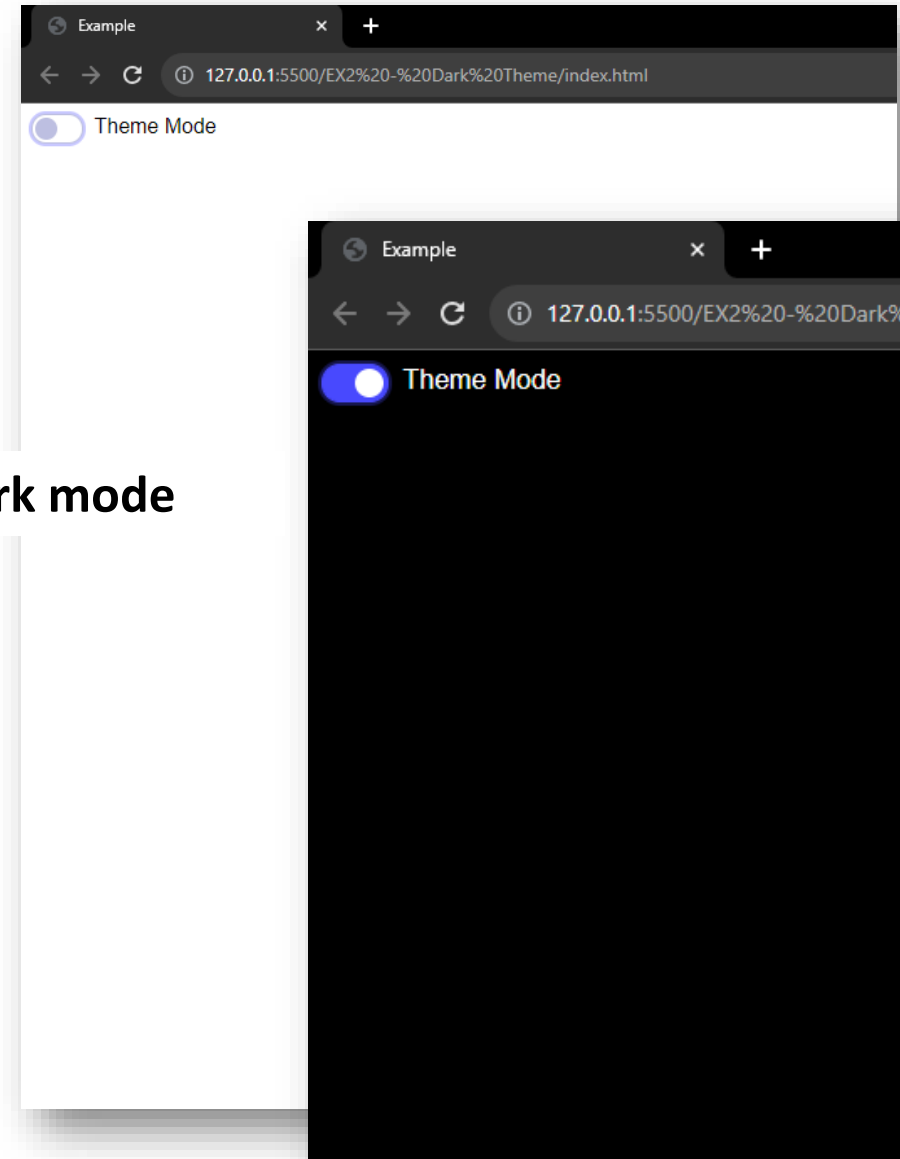 Example
127.0.0.1:5500/EX2%20-%20Dark%20Theme/index.html
Theme Mode
Example
127.0.0.1:5500/EX2%20-%20Dark%
Theme Mode
rk mode